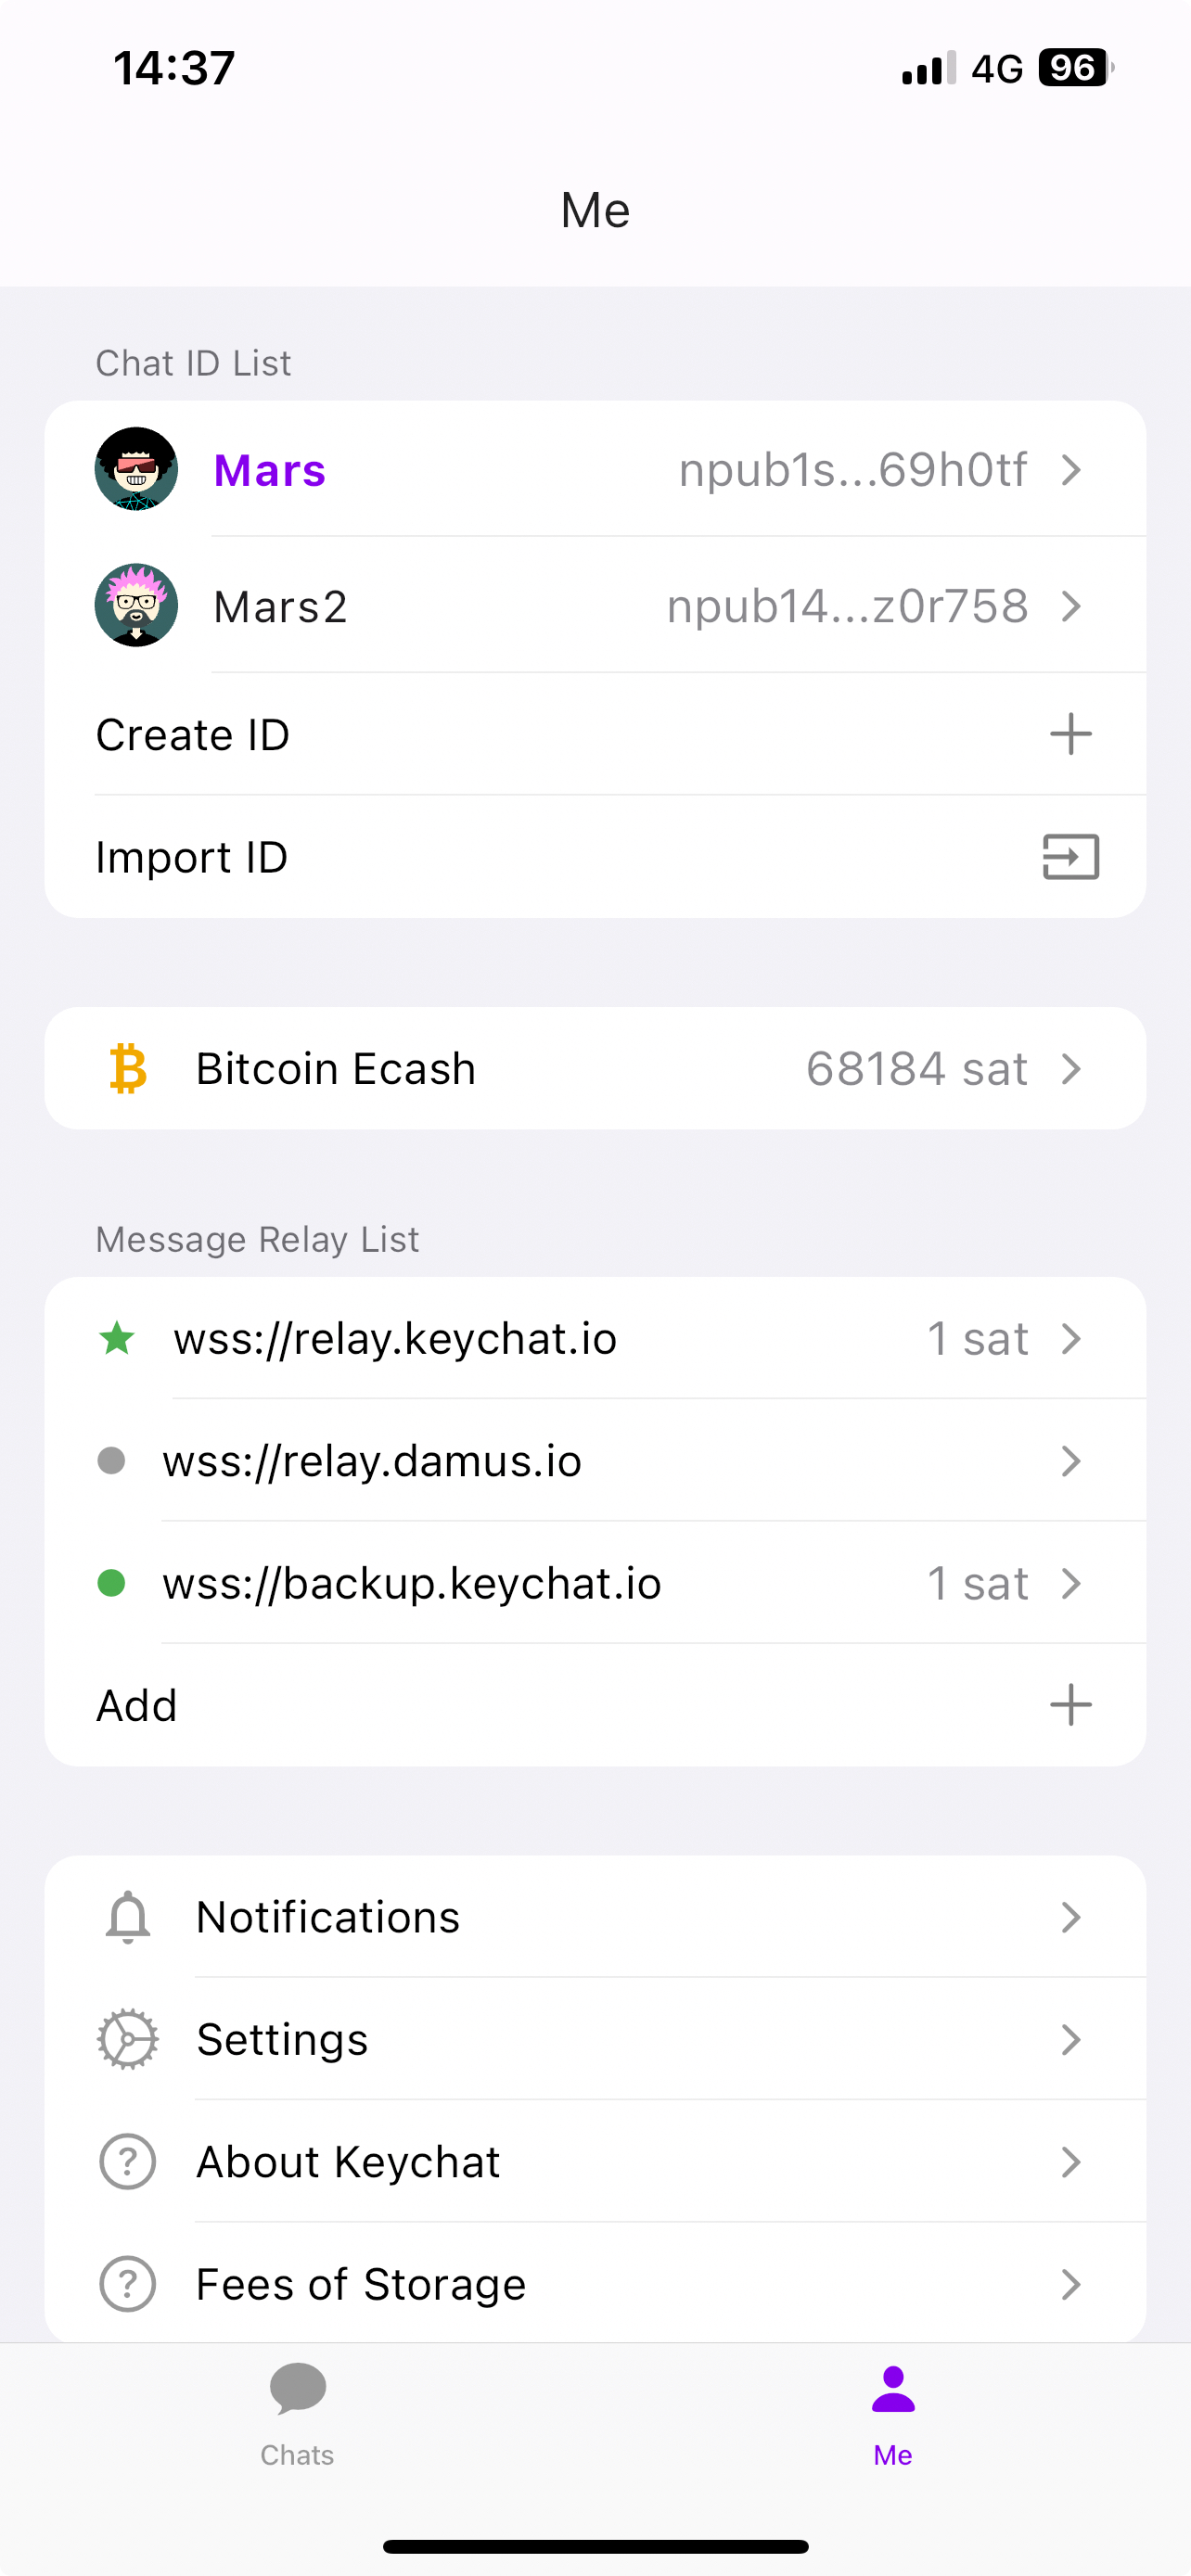 14:37 4G 96
Me
Chat ID List
Mars npub1s...69h0tf
Mars2 npub14...z0r758
Create ID
Import ID
Bitcoin Ecash 68184 sat
Message Relay List
wss://relay.keychat.io 1 sat
wss://relay.damus.io
wss://backup.keychat.io 1 sat
Add
Notifications
Settings
About Keychat
Fees of Storage
Chats Me